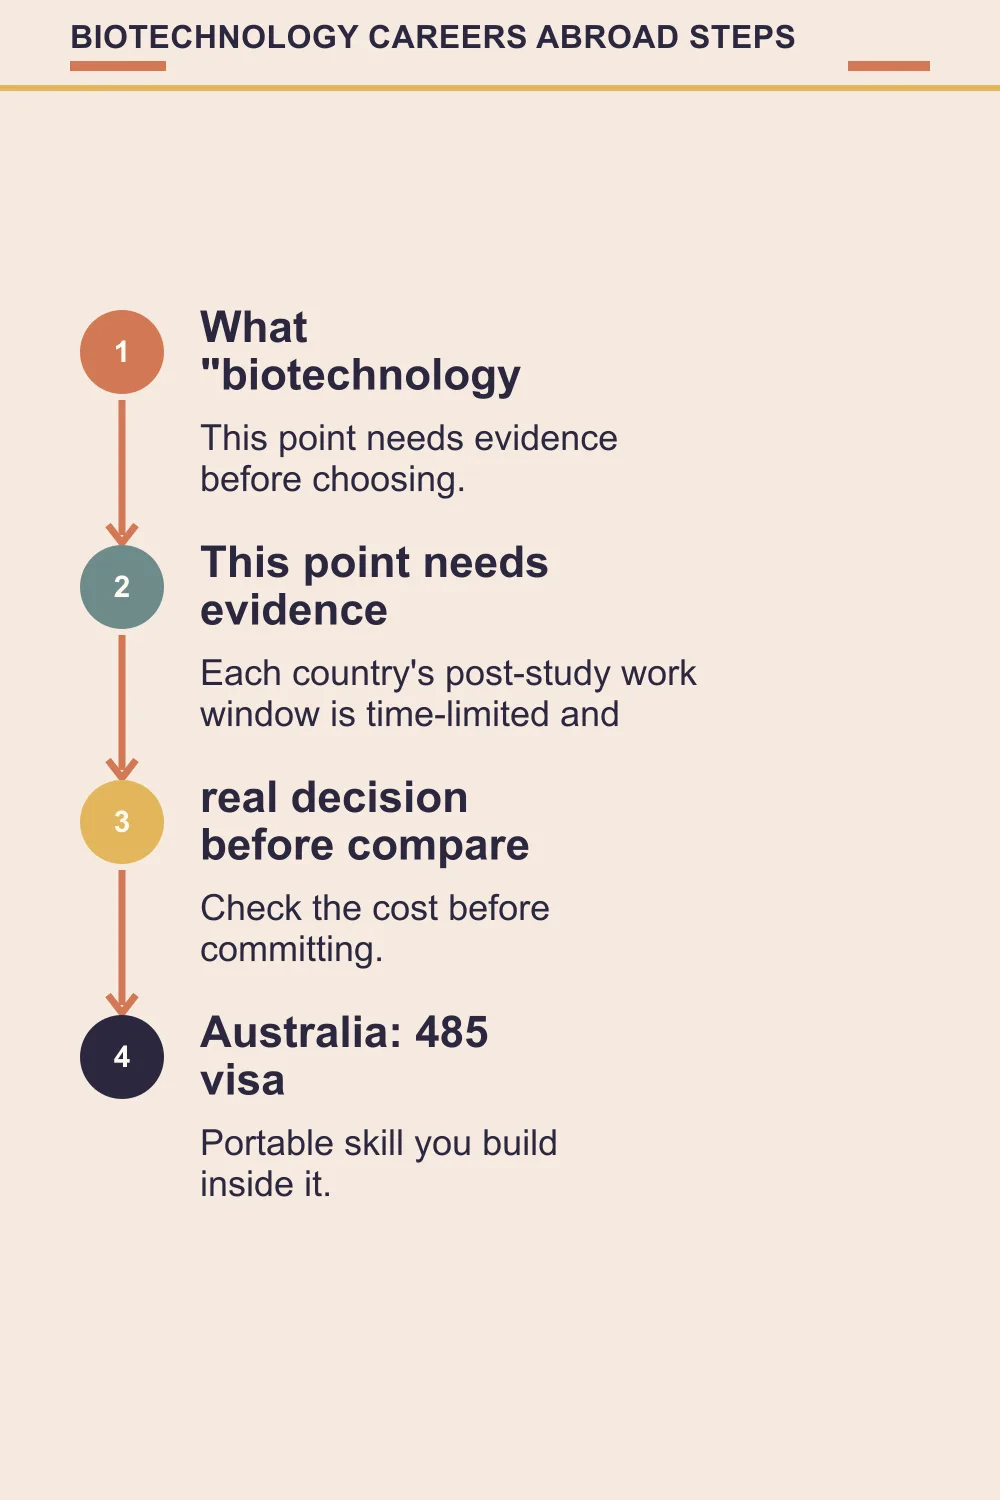 BIOTECHNOLOGY CAREERS ABROAD STEPS
1
What
"biotechnology
This point needs evidence
before choosing.
2
This point needs
evidence
Each country's post-study work
window is time-limited and
3
real decision
before compare
Check the cost before
committing.
4
Australia: 485
visa
Portable skill you build
inside it.